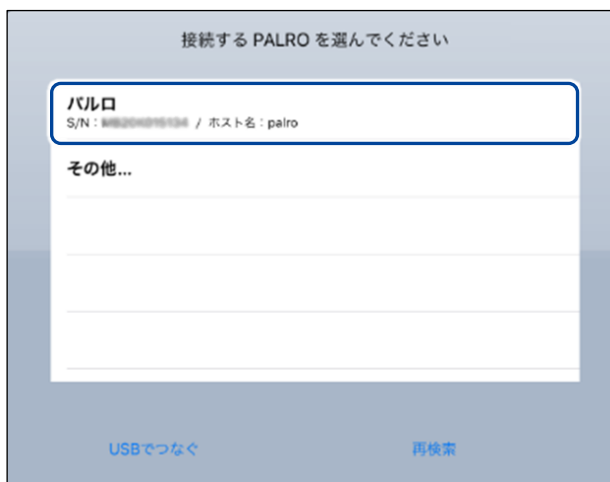 接続する PALRO を選んでください
パルロ
S/N： / ホスト名：palro
その他...
USBでつなぐ
再検索